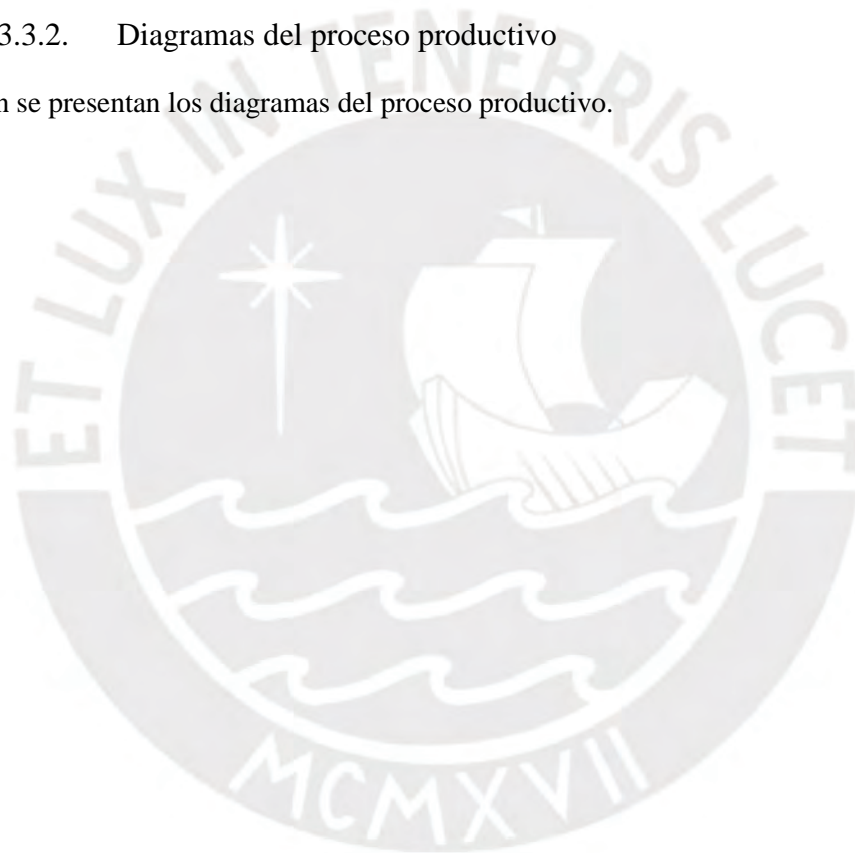 3.3.2. Diagramas del proceso productivo
n se presentan los diagramas del proceso productivo.
ET LUX IN TENEBRIS LUCET
MCMXVII